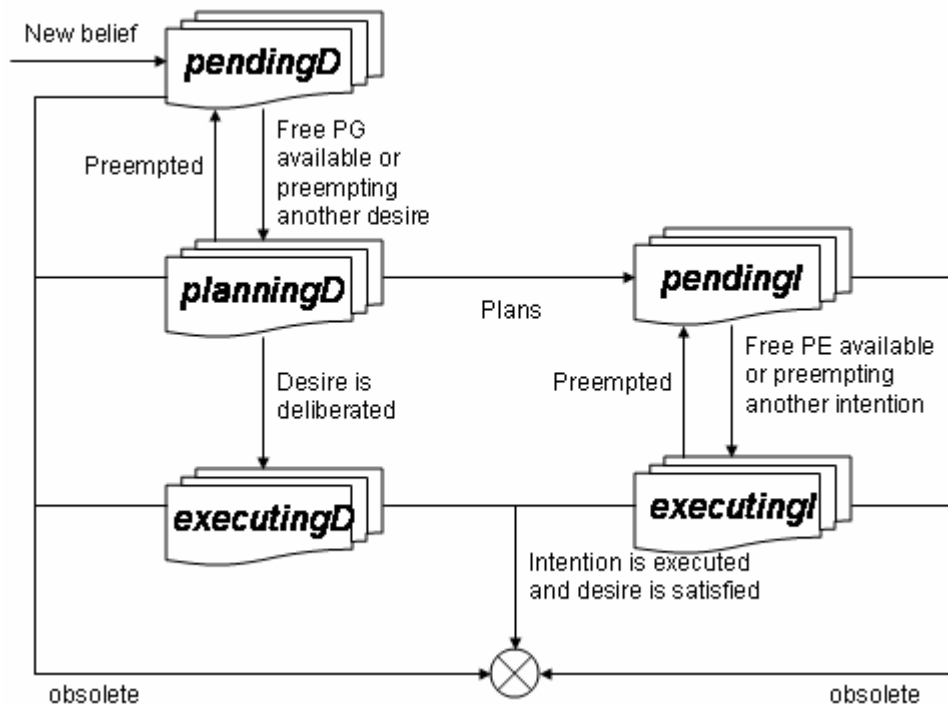 New belief
pendingD
Preempted
Free PG
available or
preempting
another desire
planningD
Plans
pendingI
Desire is
deliberated
Preempted
Free PE available
or preempting
another intention
executingD
executingI
Intention is executed
and desire is satisfied
obsolete
obsolete